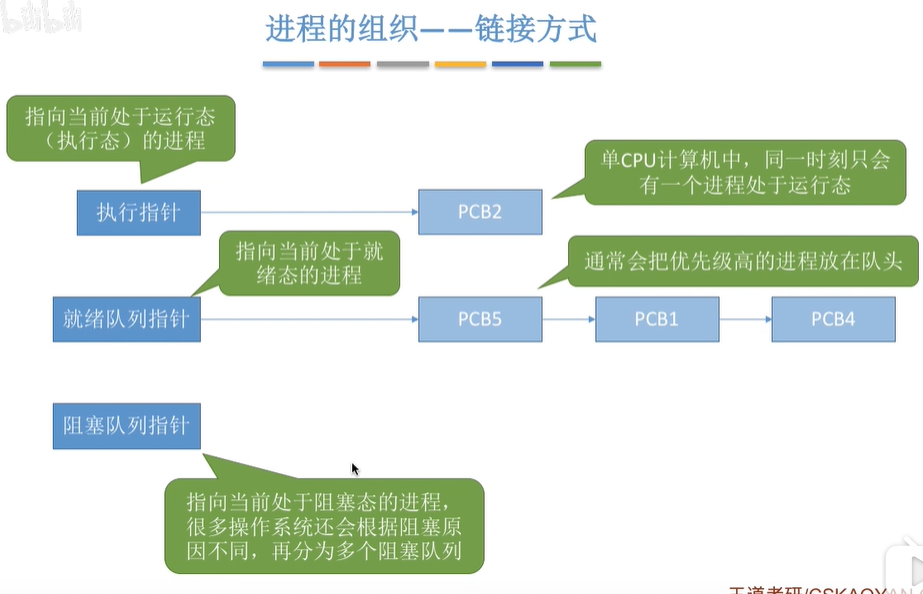 bilibili
进程的组织——链接方式
指向当前处于运行态
（执行态）的进程
单CPU计算机中，同一时刻只会
有一个进程处于运行态
执行指针
PCB2
指向当前处于就
绪态的进程
通常会把优先级高的进程放在队头
就绪队列指针
PCB5
PCB1
PCB4
阻塞队列指针
指向当前处于阻塞态的进程，
很多操作系统还会根据阻塞原
因不同，再分为多个阻塞队列
王道考研/CSKAOYAN